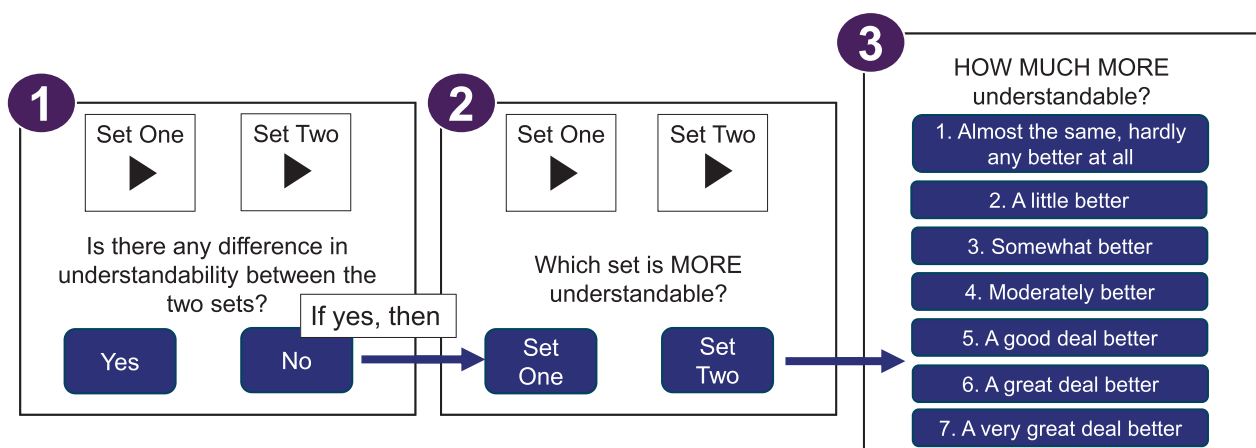 1
Set One
Set Two
Is there any difference in
understandability between the
two sets?
Yes
No
If yes, then
2
Set One
Set Two
Which set is MORE
understandable?
Set
One
Set
Two
3
HOW MUCH MORE
understandable?
1. Almost the same, hardly
any better at all
2. A little better
3. Somewhat better
4. Moderately better
5. A good deal better
6. A great deal better
7. A very great deal better